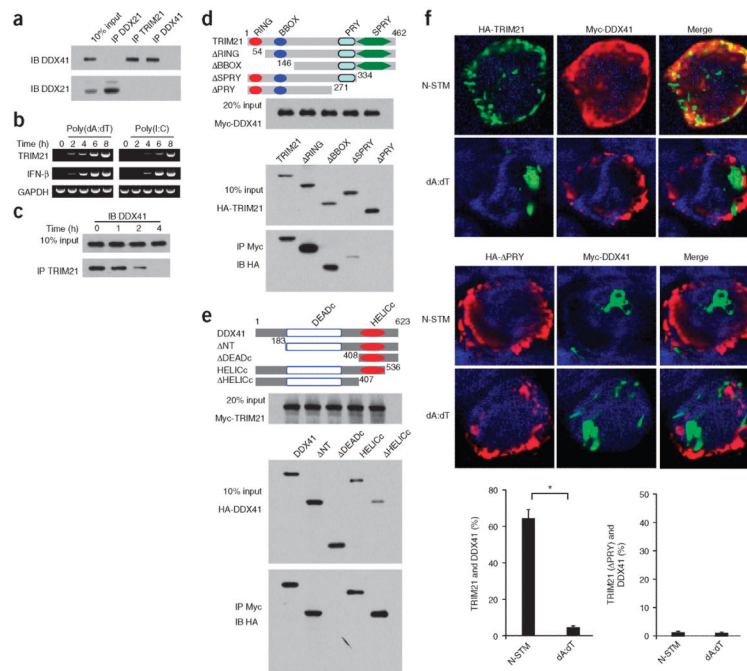 a
10% input
IP DDX21
IP TRIM21
IP DDX41
IB DDX41
IB DDX21
b
Poly(dA:dT) Poly(I:C)
Time (h) 0 2 4 6 8 0 2 4 6 8
TRIM21
IFN-β
GAPDH
c
IB DDX41
Time (h) 0 1 2 4
10% input
IP TRIM21
d
RING BBOX PRY SPRY
1 462
TRIM21
ΔRING 54
ΔBBOX 146
ΔSPRY 334
ΔPRY 271
20% input
Myc-DDX41
TRIM21 ΔRING ΔBBOX ΔSPRY ΔPRY
10% input
HA-TRIM21
IP Myc
IB HA
e
DEADc HELICc
1 623
DDX41
ΔNT 183
ΔDEADc 408
HELICc 536
ΔHELICc 407
20% input
Myc-TRIM21
DDX41 ΔNT ΔDEADc HELICc ΔHELICc
10% input
HA-DDX41
IP Myc
IB HA
f
HA-TRIM21 Myc-DDX41 Merge
N-STM
dA:dT
HA-ΔPRY Myc-DDX41 Merge
N-STM
dA:dT
TRIM21 and DDX41 (%)
80
60
40
20
0
*
N-STM dA:dT
TRIM21 (ΔPRY) and
DDX41 (%)
50
40
30
20
10
0
N-STM dA:dT